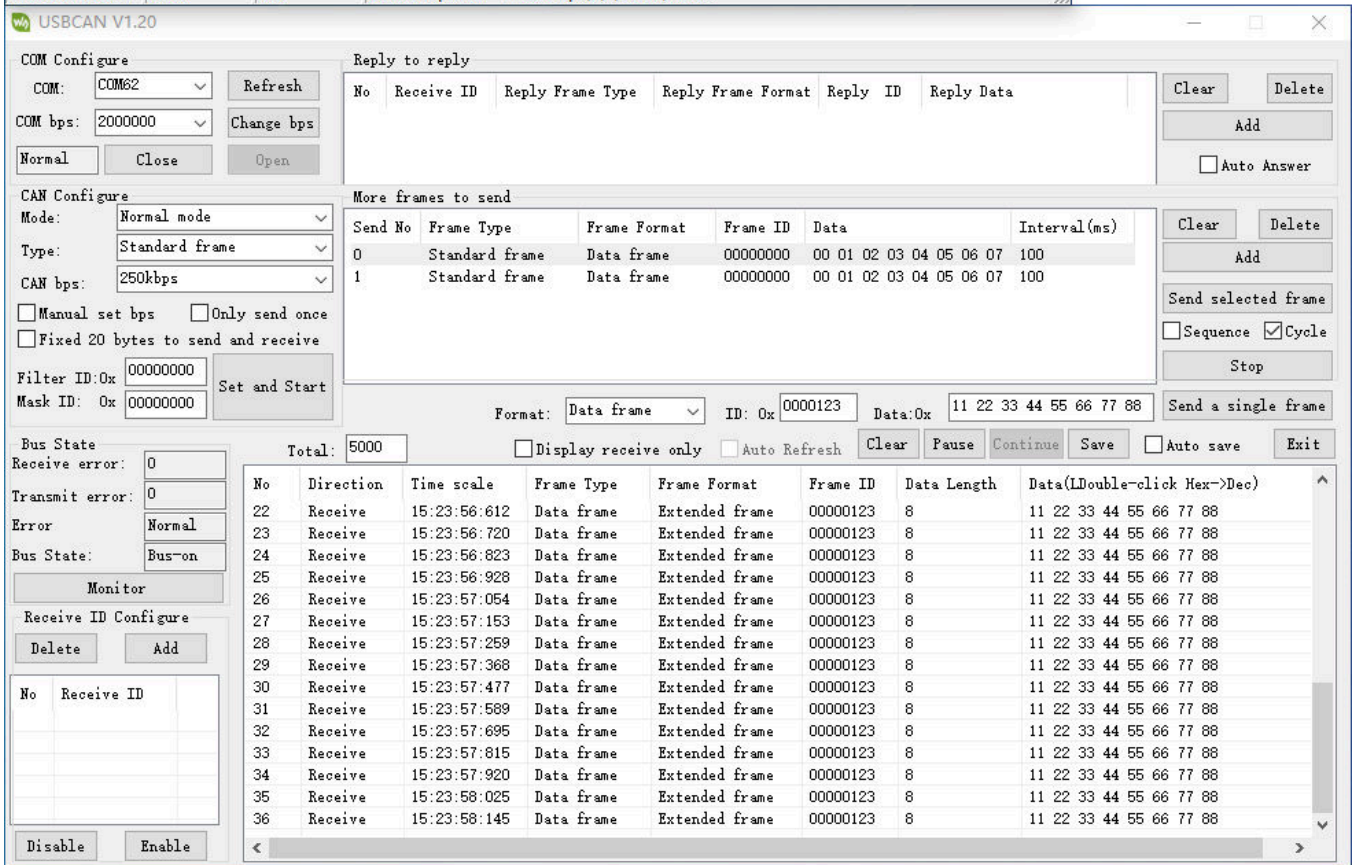 USBCAN V1.20
COM Configure
COM: COM62 Refresh
COM bps: 2000000 Change bps
Normal Close Open
Reply to reply
No Receive ID Reply Frame Type Reply Frame Format Reply ID Reply Data
Clear Delete
Add
Auto Answer
CAN Configure
Mode: Normal mode
Type: Standard frame
CAN bps: 250kbps
Manual set bps Only send once
Fixed 20 bytes to send and receive
Filter ID:0x 00000000
Mask ID: 0x 00000000
Set and Start
More frames to send
Send No Frame Type Frame Format Frame ID Data Interval(ms)
0 Standard frame Data frame 00000000 00 01 02 03 04 05 06 07 100
1 Standard frame Data frame 00000000 00 01 02 03 04 05 06 07 100
Clear Delete
Add
Send selected frame
Sequence Cycle
Stop
Format: Data frame ID: 0x 0000123 Data:0x 11 22 33 44 55 66 77 88 Send a single frame
Total: 5000 Display receive only Auto Refresh Clear Pause Continue Save Auto save Exit
Bus State
Receive error: 0
Transmit error: 0
Error Normal
Bus State: Bus-on
Monitor
Receive ID Configure
Delete Add
No Receive ID
Disable Enable
No Direction Time scale Frame Type Frame Format Frame ID Data Length Data(LDouble-click Hex->Dec)
22 Receive 15:23:56:612 Data frame Extended frame 00000123 8 11 22 33 44 55 66 77 88
23 Receive 15:23:56:720 Data frame Extended frame 00000123 8 11 22 33 44 55 66 77 88
24 Receive 15:23:56:823 Data frame Extended frame 00000123 8 11 22 33 44 55 66 77 88
25 Receive 15:23:56:928 Data frame Extended frame 00000123 8 11 22 33 44 55 66 77 88
26 Receive 15:23:57:054 Data frame Extended frame 00000123 8 11 22 33 44 55 66 77 88
27 Receive 15:23:57:153 Data frame Extended frame 00000123 8 11 22 33 44 55 66 77 88
28 Receive 15:23:57:259 Data frame Extended frame 00000123 8 11 22 33 44 55 66 77 88
29 Receive 15:23:57:368 Data frame Extended frame 00000123 8 11 22 33 44 55 66 77 88
30 Receive 15:23:57:477 Data frame Extended frame 00000123 8 11 22 33 44 55 66 77 88
31 Receive 15:23:57:589 Data frame Extended frame 00000123 8 11 22 33 44 55 66 77 88
32 Receive 15:23:57:695 Data frame Extended frame 00000123 8 11 22 33 44 55 66 77 88
33 Receive 15:23:57:815 Data frame Extended frame 00000123 8 11 22 33 44 55 66 77 88
34 Receive 15:23:57:920 Data frame Extended frame 00000123 8 11 22 33 44 55 66 77 88
35 Receive 15:23:58:025 Data frame Extended frame 00000123 8 11 22 33 44 55 66 77 88
36 Receive 15:23:58:145 Data frame Extended frame 00000123 8 11 22 33 44 55 66 77 88